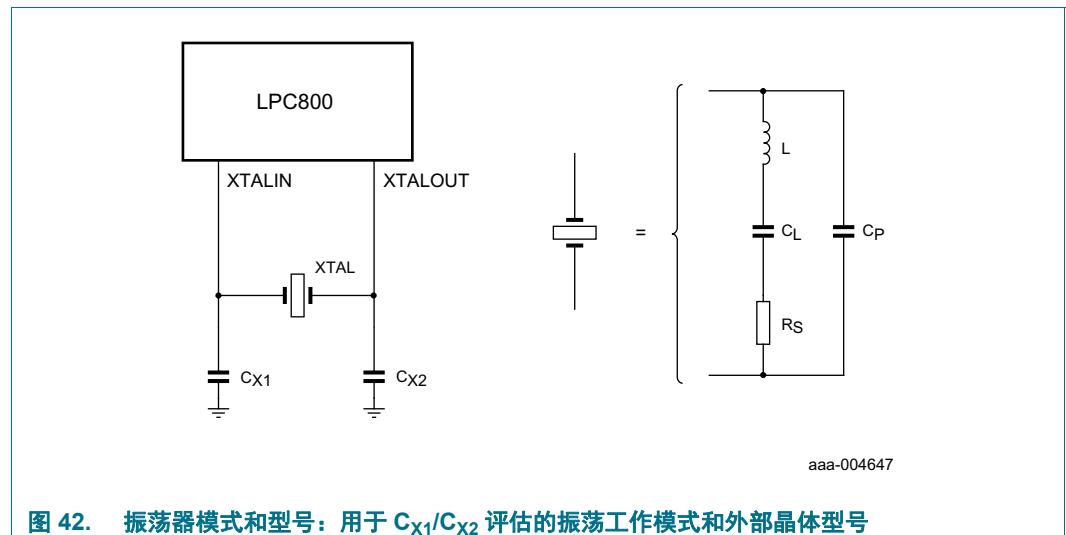 LPC800
XTALIN XTALOUT
XTAL
CX1 CX2
=
L
CL CP
RS
aaa-004647
图 42. 振荡器模式和型号：用于 CX1/CX2 评估的振荡工作模式和外部晶体型号